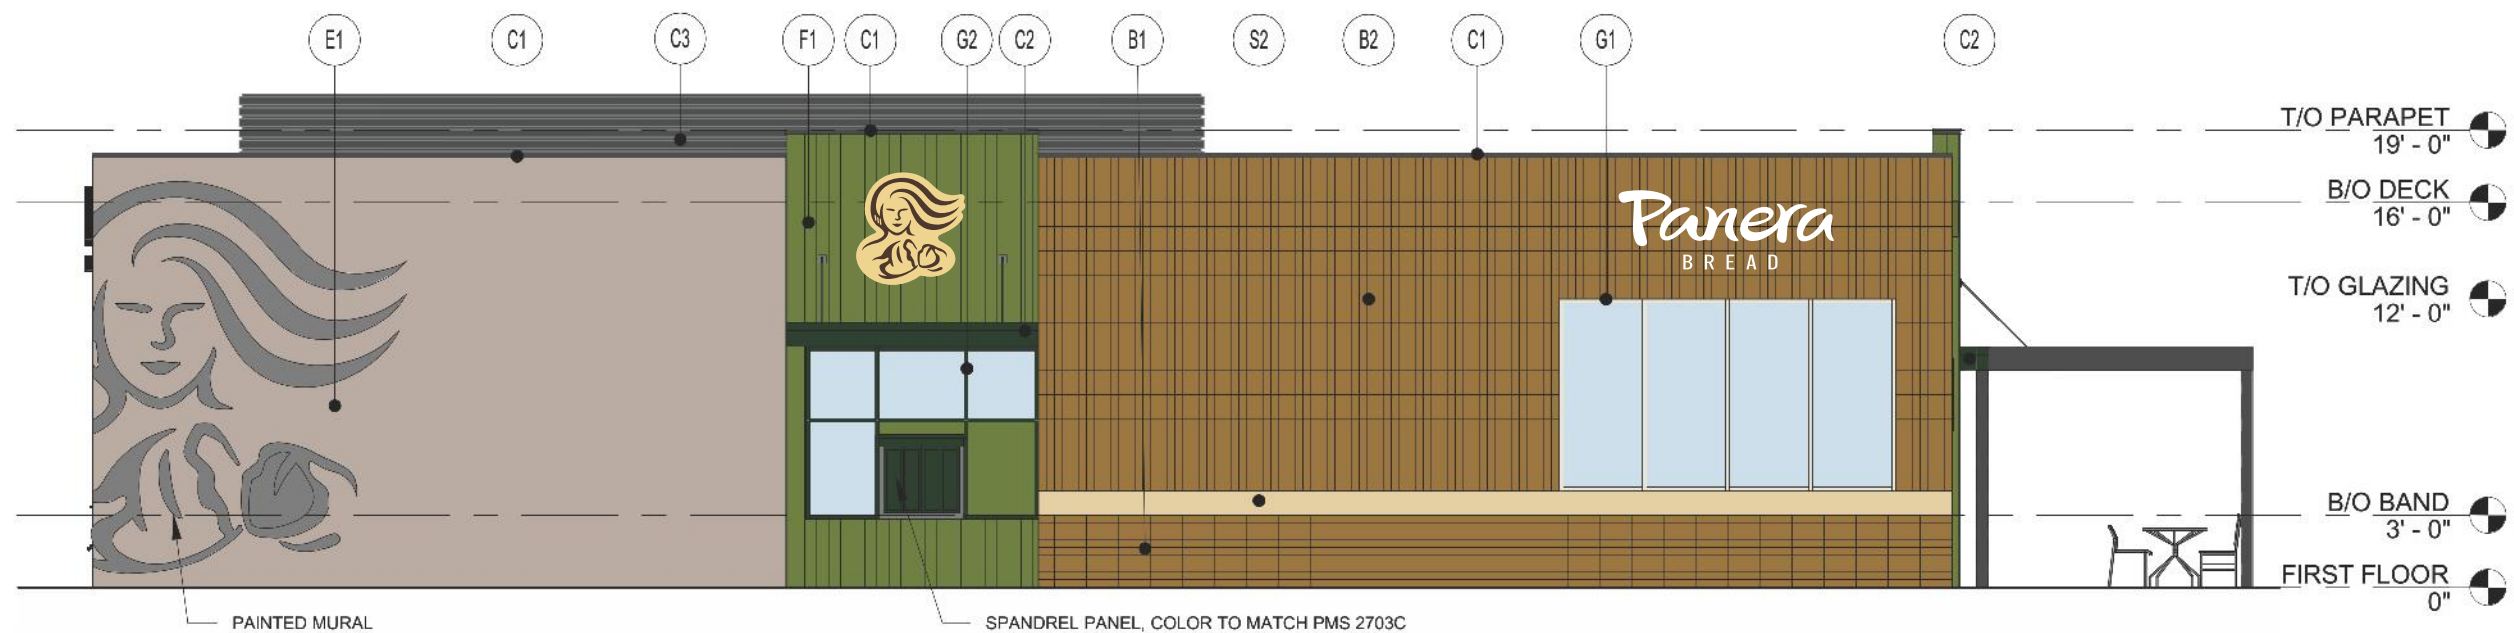 E1 C1 C3 F1 C1 G2 C2 B1 S2 B2 C1 G1 C2
T/O PARAPET
19' - 0"
B/O DECK
16' - 0"
Panera
BREAD
T/O GLAZING
12' - 0"
B/O BAND
3' - 0"
FIRST FLOOR
0"
PAINTED MURAL
SPANDREL PANEL, COLOR TO MATCH PMS 2703C